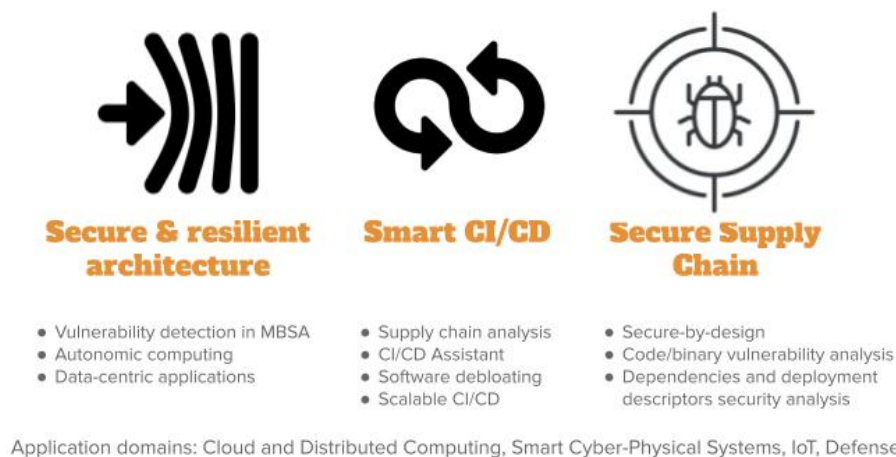 Secure & resilient
architecture
Smart CI/CD
Secure Supply
Chain
● Vulnerability detection in MBSA
● Autonomic computing
● Data-centric applications
● Supply chain analysis
● CI/CD Assistant
● Software debloating
● Scalable CI/CD
● Secure-by-design
● Code/binary vulnerability analysis
● Dependencies and deployment
descriptors security analysis
Application domains: Cloud and Distributed Computing, Smart Cyber-Physical Systems, IoT, Defense